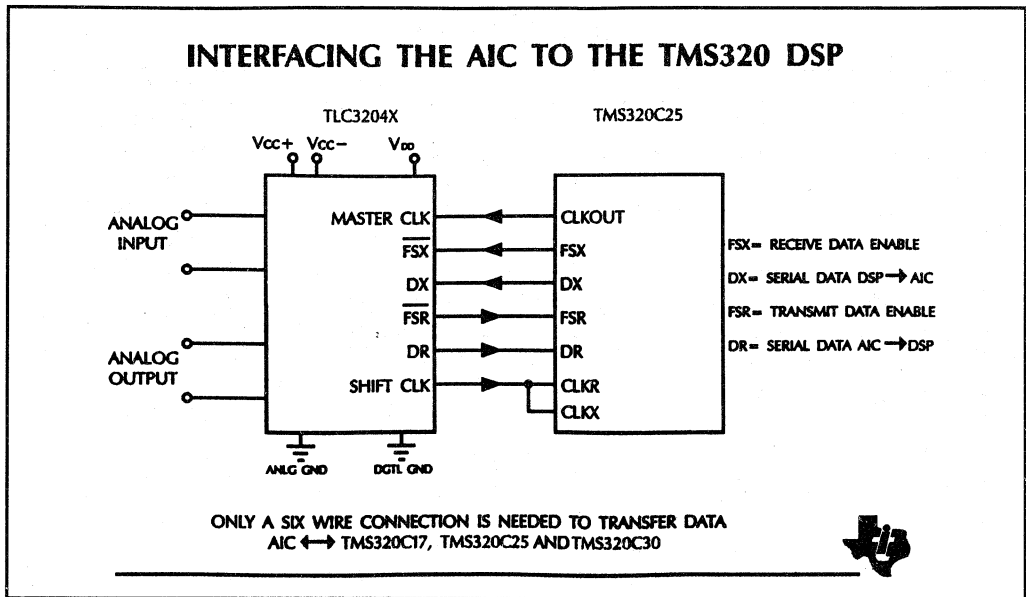 INTERFACING THE AIC TO THE TMS320 DSP
TLC3204X
TMS320C25
Vcc+ Vcc- VDD
ANALOG
INPUT
ANALOG
OUTPUT
MASTER CLK
FSX
DX
FSR
DR
SHIFT CLK
CLKOUT
FSX
DX
FSR
DR
CLKR
CLKX
FSX= RECEIVE DATA ENABLE
DX= SERIAL DATA DSP→AIC
FSR= TRANSMIT DATA ENABLE
DR= SERIAL DATA AIC→DSP
ANLG GND
DGTL GND
ONLY A SIX WIRE CONNECTION IS NEEDED TO TRANSFER DATA
AIC ↔ TMS320C17, TMS320C25 AND TMS320C30